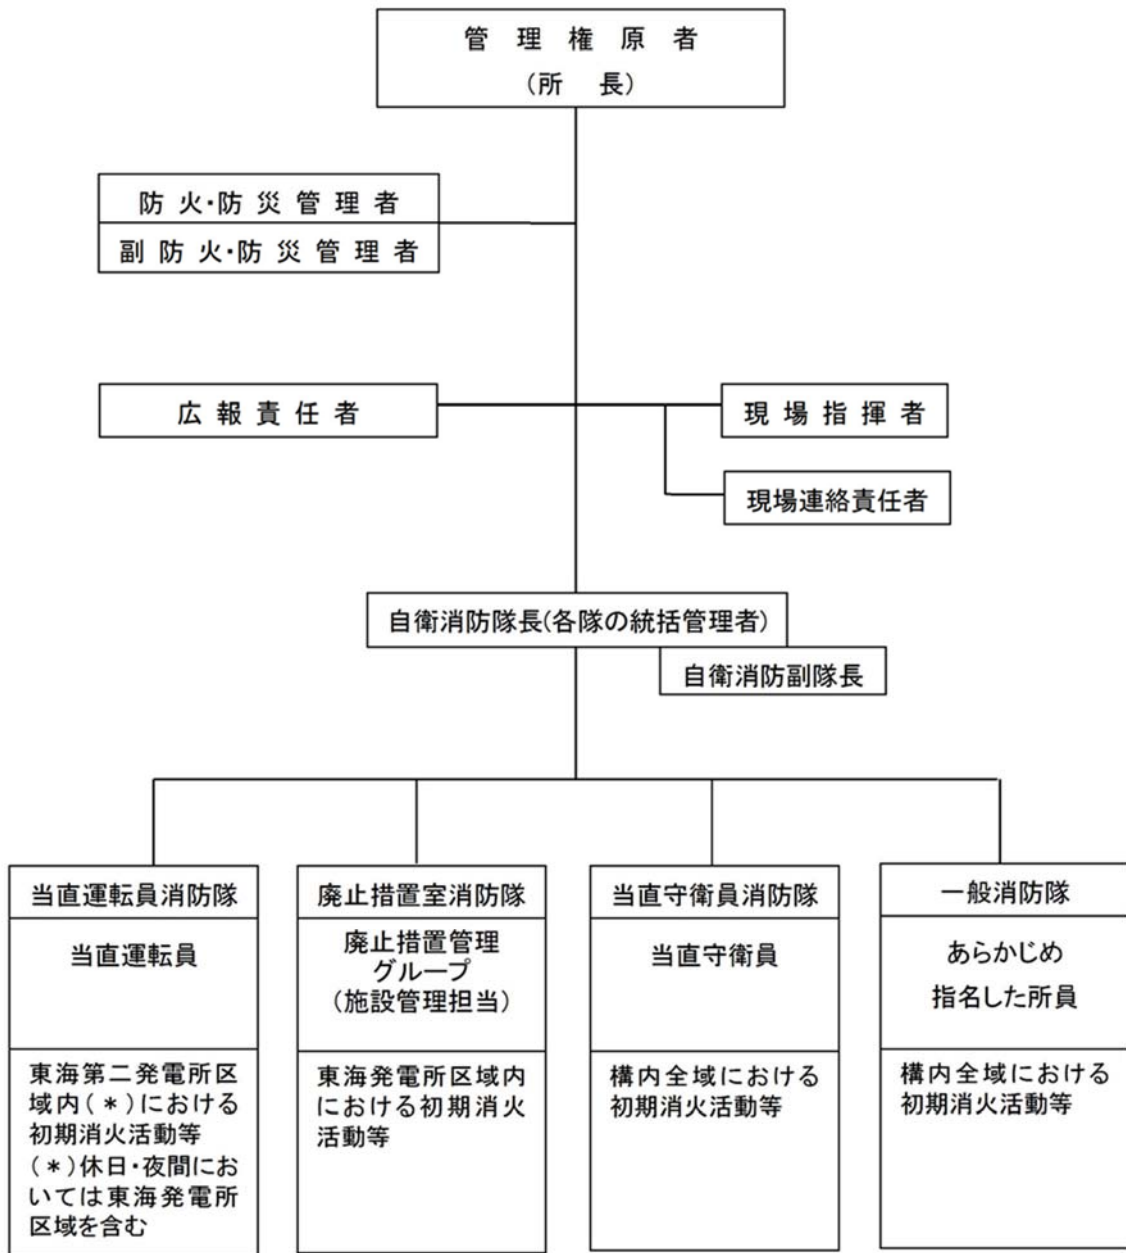 管理権原者
(所 長)
防火・防災管理者
副防火・防災管理者
広報責任者
現場指揮者
現場連絡責任者
自衛消防隊長(各隊の統括管理者)
自衛消防副隊長
当直運転員消防隊
当直運転員
東海第二発電所区
域内(*)における
初期消火活動等
(*)休日・夜間にお
いては東海発電所
区域を含む
廃止措置室消防隊
廃止措置管理
グループ
(施設管理担当)
東海発電所区域内
における初期消火
活動等
当直守衛員消防隊
当直守衛員
構内全域における
初期消火活動等
一般消防隊
あらかじめ
指名した所員
構内全域における
初期消火活動等